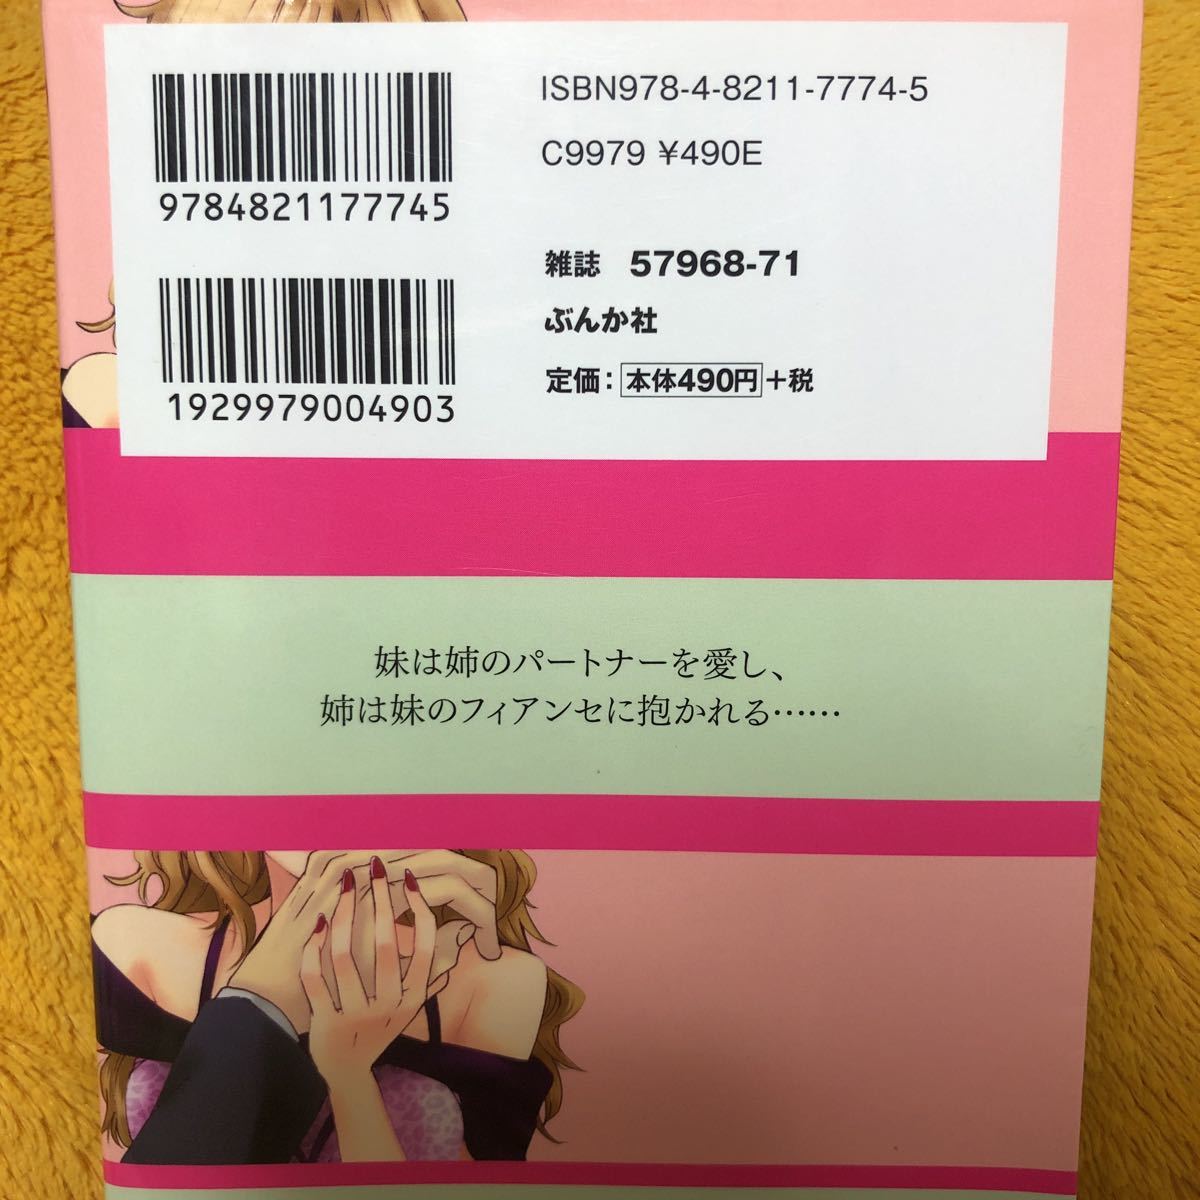 ISBN978-4-8211-7774-5
C9979 ¥490E
9784821177745
雑誌 57968-71
ぶんか社
定価：本体490円+税
1929979004903
妹は姉のパートナーを愛し、
姉は妹のフィアンセに抱かれる……